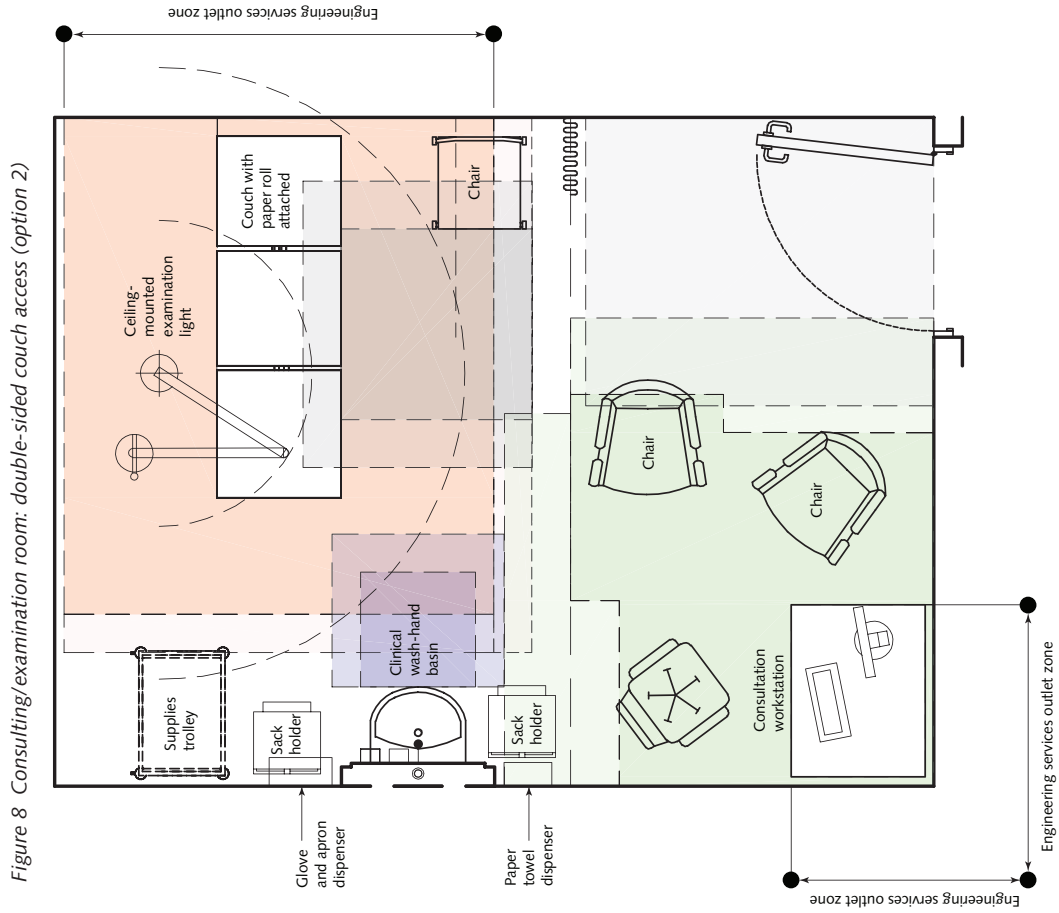 Figure 8 Consulting/examination room: double-sided couch access (option 2)
Engineering services outlet zone
Couch with
paper roll
attached
Ceiling-
mounted
examination
light
Chair
Supplies
trolley
Sack
holder
Clinical
wash-hand
basin
Sack
holder
Glove
and apron
dispenser
Paper
towel
dispenser
Chair
Chair
Consultation
workstation
Engineering services outlet zone
Engineering services outlet zone